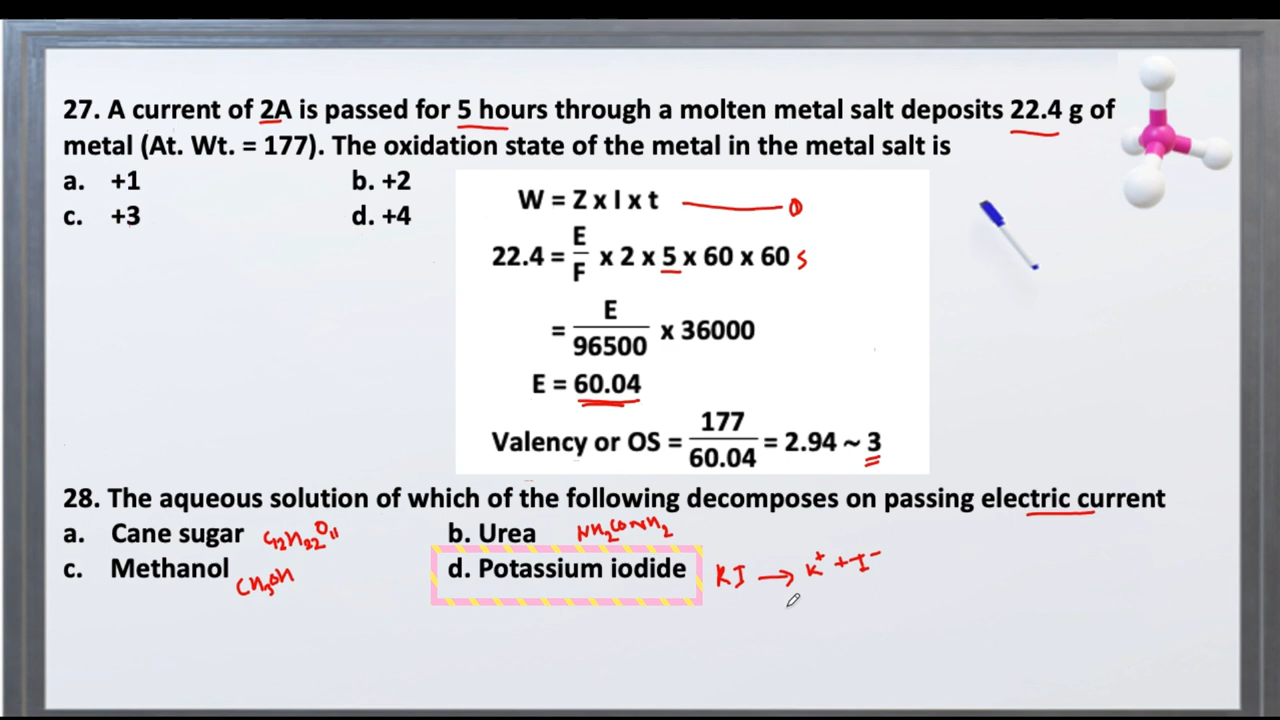 27. A current of 2A is passed for 5 hours through a molten metal salt deposits 22.4 g of
metal (At. Wt. = 177). The oxidation state of the metal in the metal salt is
a. +1 b. +2
c. +3 d. +4
W = Z x I x t
22.4 = E/F x 2 x 5 x 60 x 60 s
= E/96500 x 36000
E = 60.04
Valency or OS = 177/60.04 = 2.94 ~ 3
28. The aqueous solution of which of the following decomposes on passing electric current
a. Cane sugar C12H22O11 b. Urea NH2CONH2
c. Methanol CH3OH d. Potassium iodide KI → K+ + I-